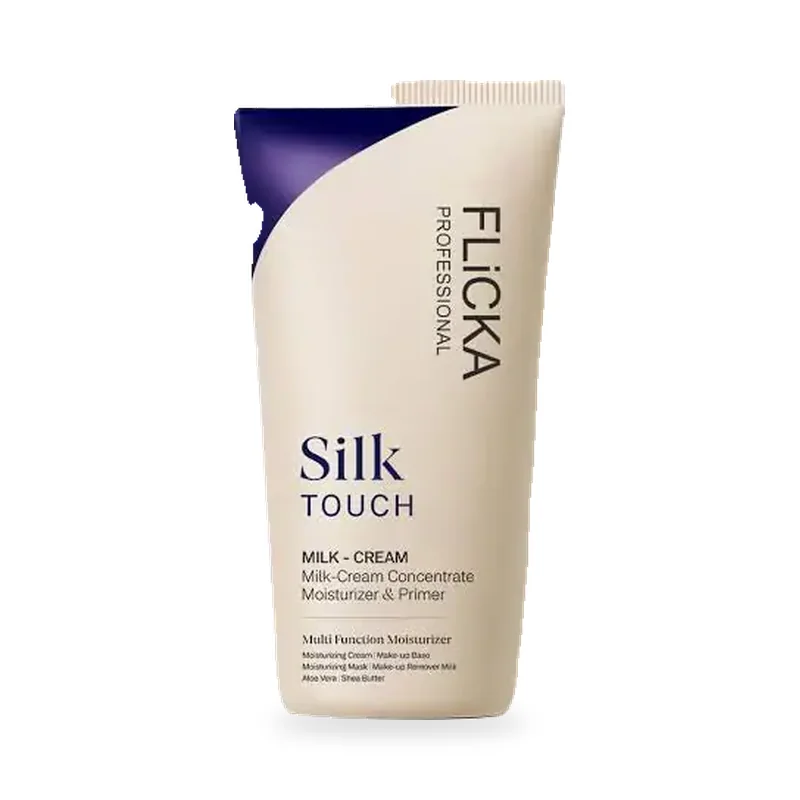 FLiCKA
PROFESSIONAL
Silk
TOUCH
MILK - CREAM
Milk-Cream Concentrate
Moisturizer & Primer
Multi Function Moisturizer
Moisturizing Cream | Make-up Base
Moisturizing Mask | Make-up Remover Milk
Aloe Vera | Shea Butter